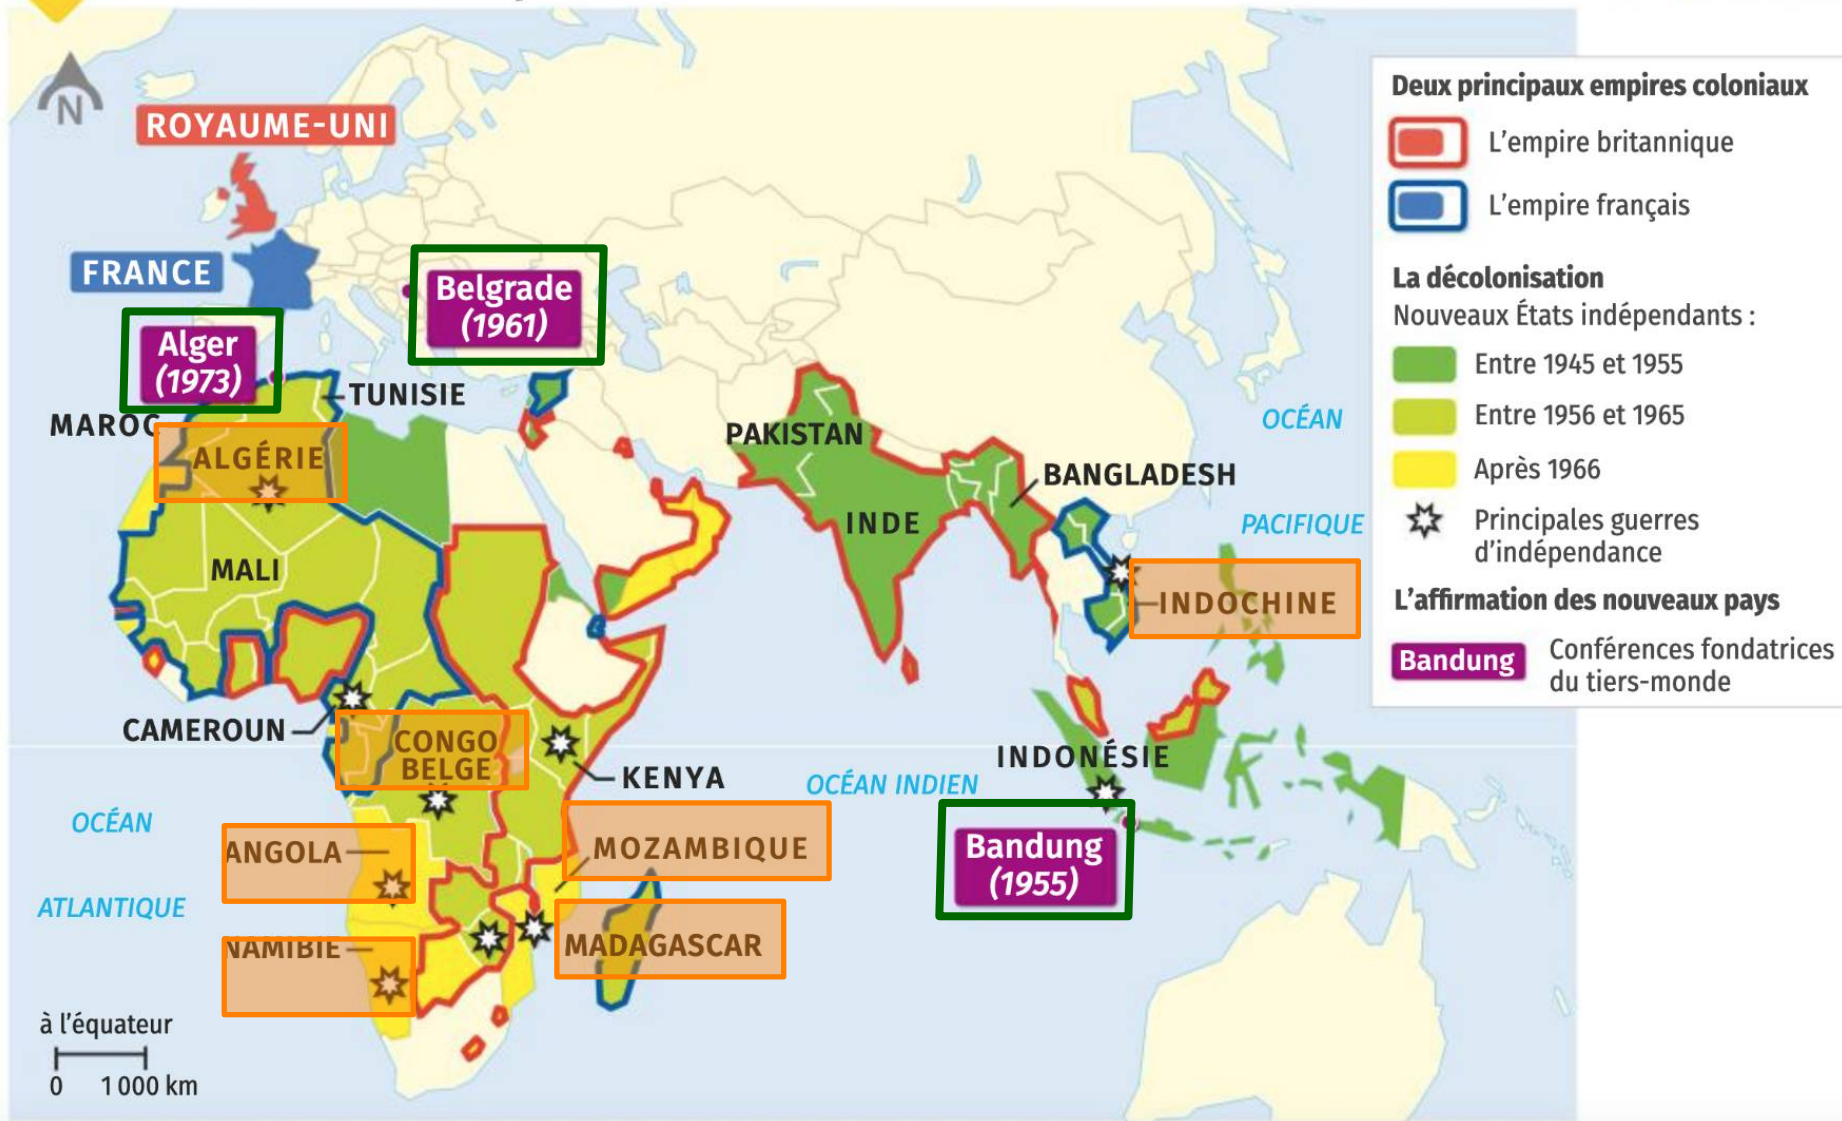 N
ROYAUME-UNI
FRANCE
Belgrade
(1961)
Alger
(1973)
TUNISIE
MAROC
ALGÉRIE
MALI
CAMEROUN
CONGO
BELGE
KENYA
ANGOLA
MOZAMBIQUE
NAMIBIE
MADAGASCAR
PAKISTAN
INDE
BANGLADESH
INDOCHINE
INDONÉSIE
Bandung
(1955)
OCÉAN
PACIFIQUE
OCÉAN INDIEN
OCÉAN
ATLANTIQUE
à l'équateur
0 1 000 km
Deux principaux empires coloniaux
L'empire britannique
L'empire français
La décolonisation
Nouveaux États indépendants :
Entre 1945 et 1955
Entre 1956 et 1965
Après 1966
Principales guerres
d'indépendance
L'affirmation des nouveaux pays
Bandung
Conférences fondatrices
du tiers-monde